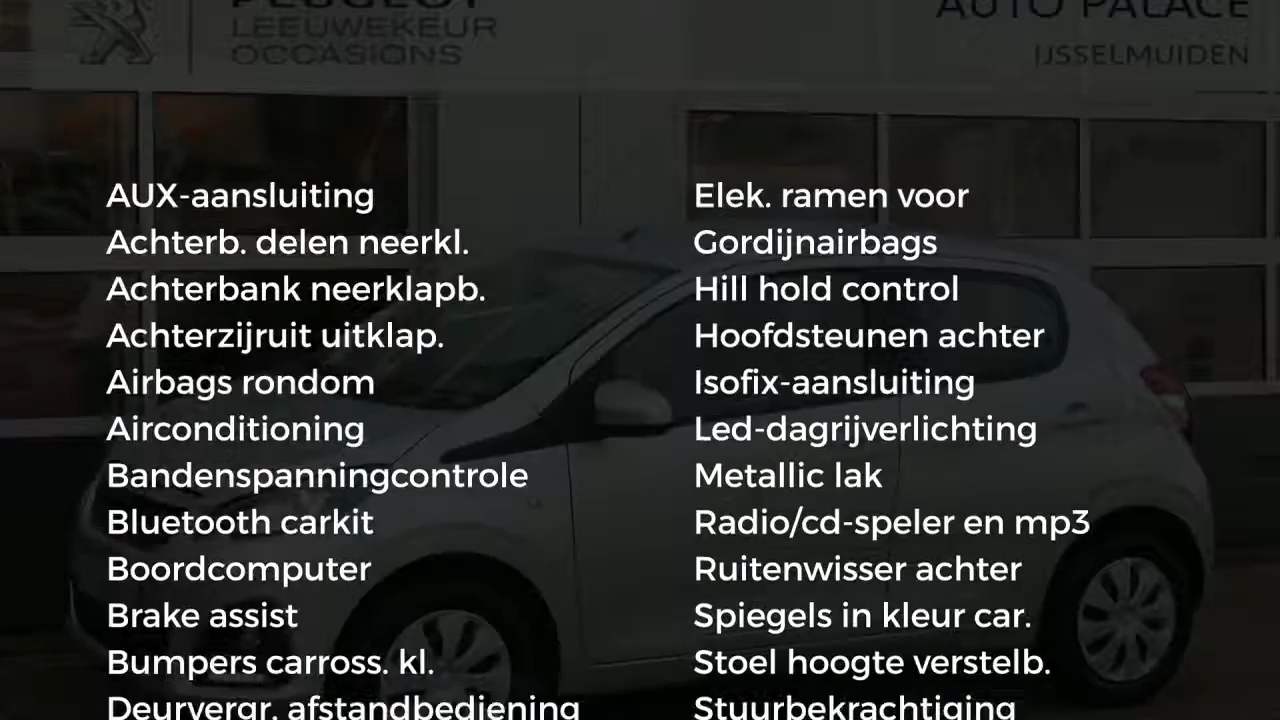 PEUGEOT
LEEUWEKEUR
OCCASIONS
AUTO PALACE
IJSSELMUIDEN
AUX-aansluiting
Achterb. delen neerkl.
Achterbank neerklapb.
Achterzijruit uitklap.
Airbags rondom
Airconditioning
Bandenspanningcontrole
Bluetooth carkit
Boordcomputer
Brake assist
Bumpers carross. kl.
Deurvergr. afstandbediening
Elek. ramen voor
Gordijnairbags
Hill hold control
Hoofdsteunen achter
Isofix-aansluiting
Led-dagrijverlichting
Metallic lak
Radio/cd-speler en mp3
Ruitenwisser achter
Spiegels in kleur car.
Stoel hoogte verstelb.
Stuurbekrachtiging